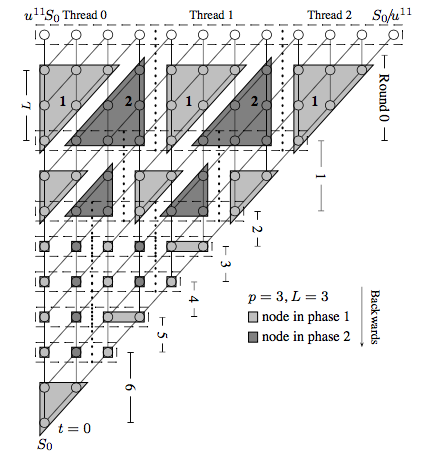 u¹¹S₀ Thread 0 Thread 1 Thread 2 S₀/u¹¹
1 2 1 2 1
L
Round 0
1
2
3
4
5
6
p = 3, L = 3
node in phase 1
node in phase 2
Backwards
t = 0
S₀